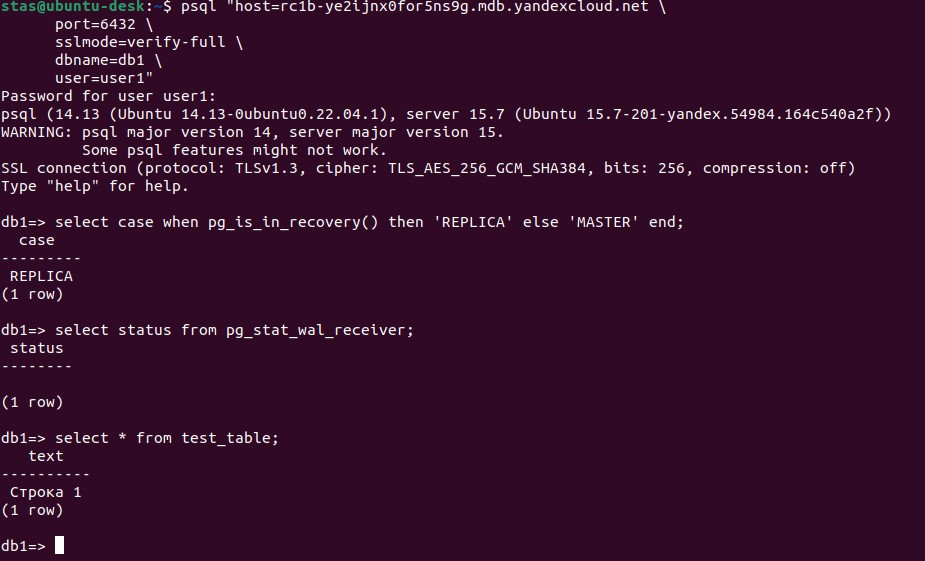 stas@ubuntu-desk:~$ psql "host=rc1b-ye2ijnx0for5ns9g.mdb.yandexcloud.net \
port=6432 \
sslmode=verify-full \
dbname=db1 \
user=user1"
Password for user user1:
psql (14.13 (Ubuntu 14.13-0ubuntu0.22.04.1), server 15.7 (Ubuntu 15.7-201-yandex.54984.164c540a2f))
WARNING: psql major version 14, server major version 15.
Some psql features might not work.
SSL connection (protocol: TLSv1.3, cipher: TLS_AES_256_GCM_SHA384, bits: 256, compression: off)
Type "help" for help.
db1=> select case when pg_is_in_recovery() then 'REPLICA' else 'MASTER' end;
case
---------
REPLICA
(1 row)
db1=> select status from pg_stat_wal_receiver;
status
--------
(1 row)
db1=> select * from test_table;
text
----------
Строка 1
(1 row)
db1=>